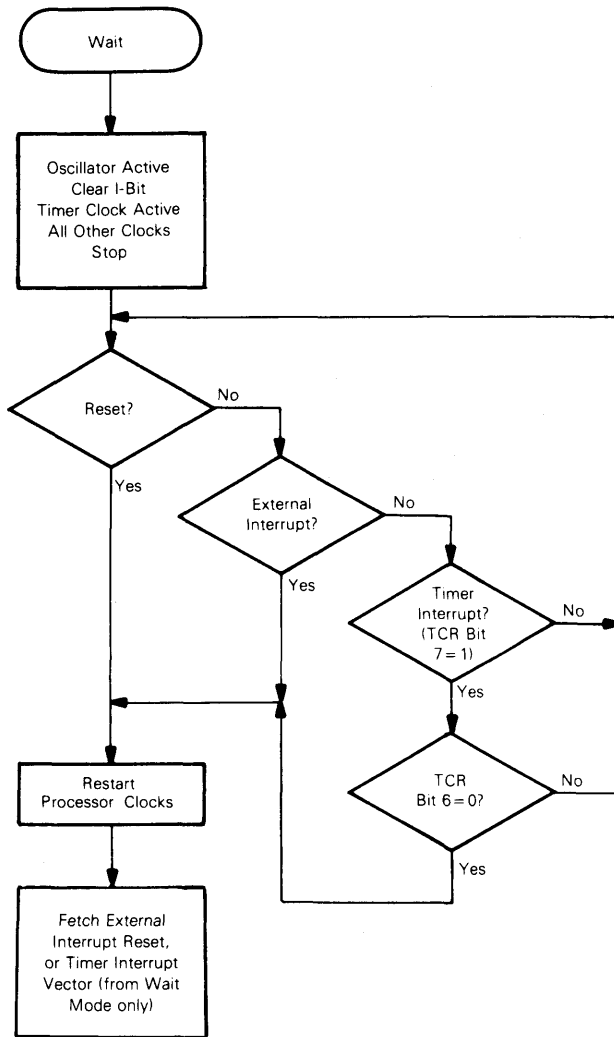 Wait
Oscillator Active
Clear I-Bit
Timer Clock Active
All Other Clocks
Stop
Reset?
No
Yes
External
Interrupt?
No
Yes
Timer
Interrupt?
(TCR Bit
7=1)
No
Yes
TCR
Bit 6=0?
No
Yes
Restart
Processor Clocks
Fetch External
Interrupt Reset,
or Timer Interrupt
Vector (from Wait
Mode only)